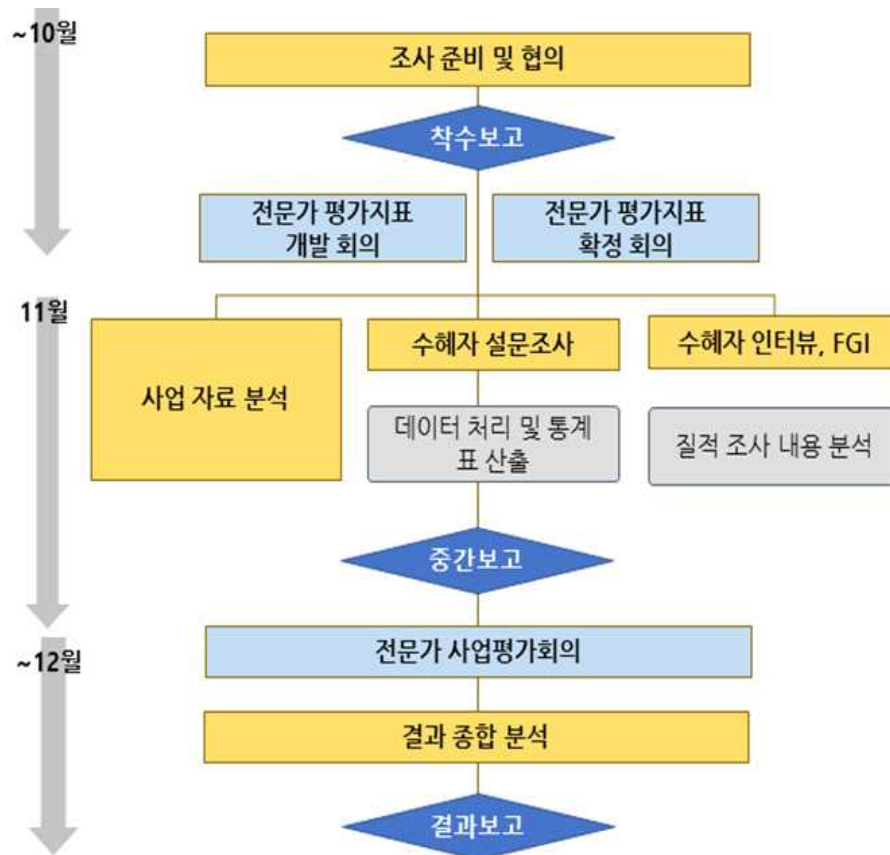 ~10월
조사 준비 및 협의
착수보고
전문가 평가지표
개발 회의
전문가 평가지표
확정 회의
11월
사업 자료 분석
수혜자 설문조사
수혜자 인터뷰, FGI
데이터 처리 및 통계
표 산출
질적 조사 내용 분석
중간보고
~12월
전문가 사업평가회의
결과 종합 분석
결과보고